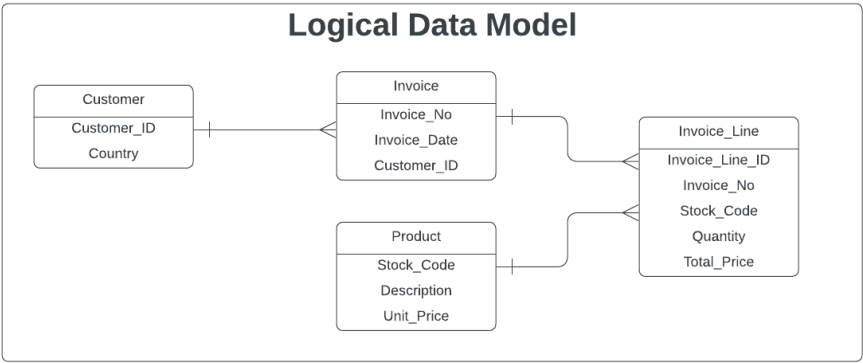 Logical Data Model
Customer
Customer_ID
Country
Invoice
Invoice_No
Invoice_Date
Customer_ID
Product
Stock_Code
Description
Unit_Price
Invoice_Line
Invoice_Line_ID
Invoice_No
Stock_Code
Quantity
Total_Price